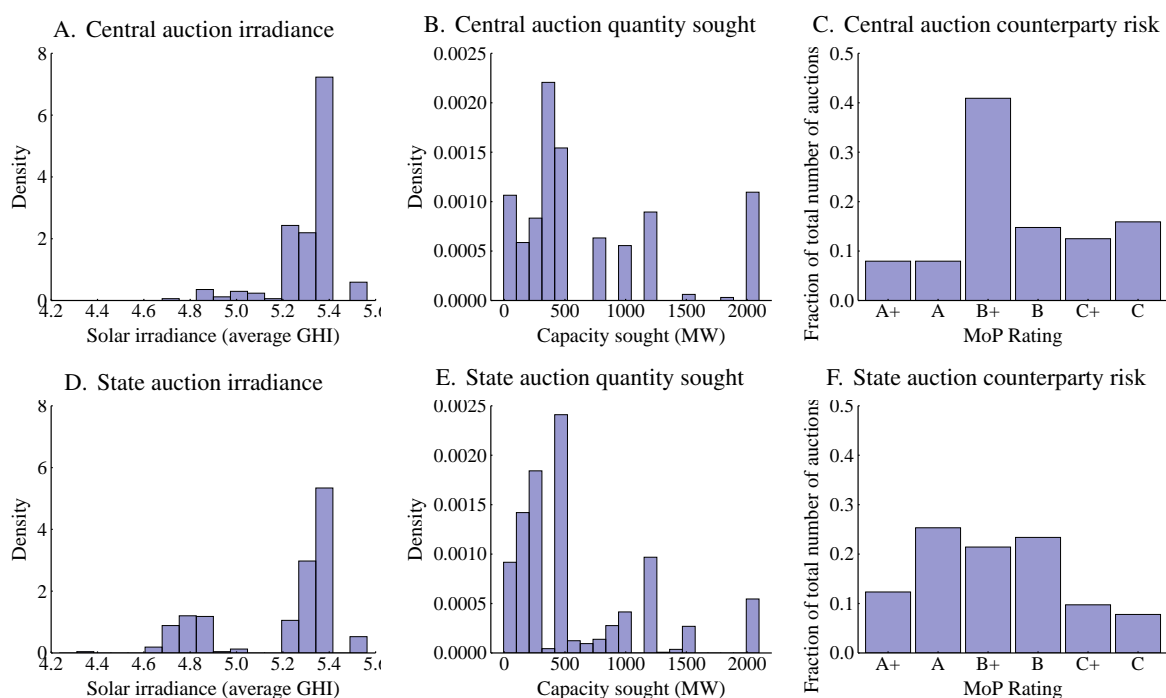 A. Central auction irradiance
8
6
4
2
0
Density
4.2 4.4 4.6 4.8 5.0 5.2 5.4 5.6
Solar irradiance (average GHI)
B. Central auction quantity sought
0.0025
0.0020
0.0015
0.0010
0.0005
0.0000
Density
0 500 1000 1500 2000
Capacity sought (MW)
C. Central auction counterparty risk
0.5
0.4
0.3
0.2
0.1
0.0
Fraction of total number of auctions
A+ A B+ B C+ C
MoP Rating
D. State auction irradiance
8
6
4
2
0
Density
4.2 4.4 4.6 4.8 5.0 5.2 5.4 5.6
Solar irradiance (average GHI)
E. State auction quantity sought
0.0025
0.0020
0.0015
0.0010
0.0005
0.0000
Density
0 500 1000 1500 2000
Capacity sought (MW)
F. State auction counterparty risk
0.5
0.4
0.3
0.2
0.1
0.0
Fraction of total number of auctions
A+ A B+ B C+ C
MoP Rating